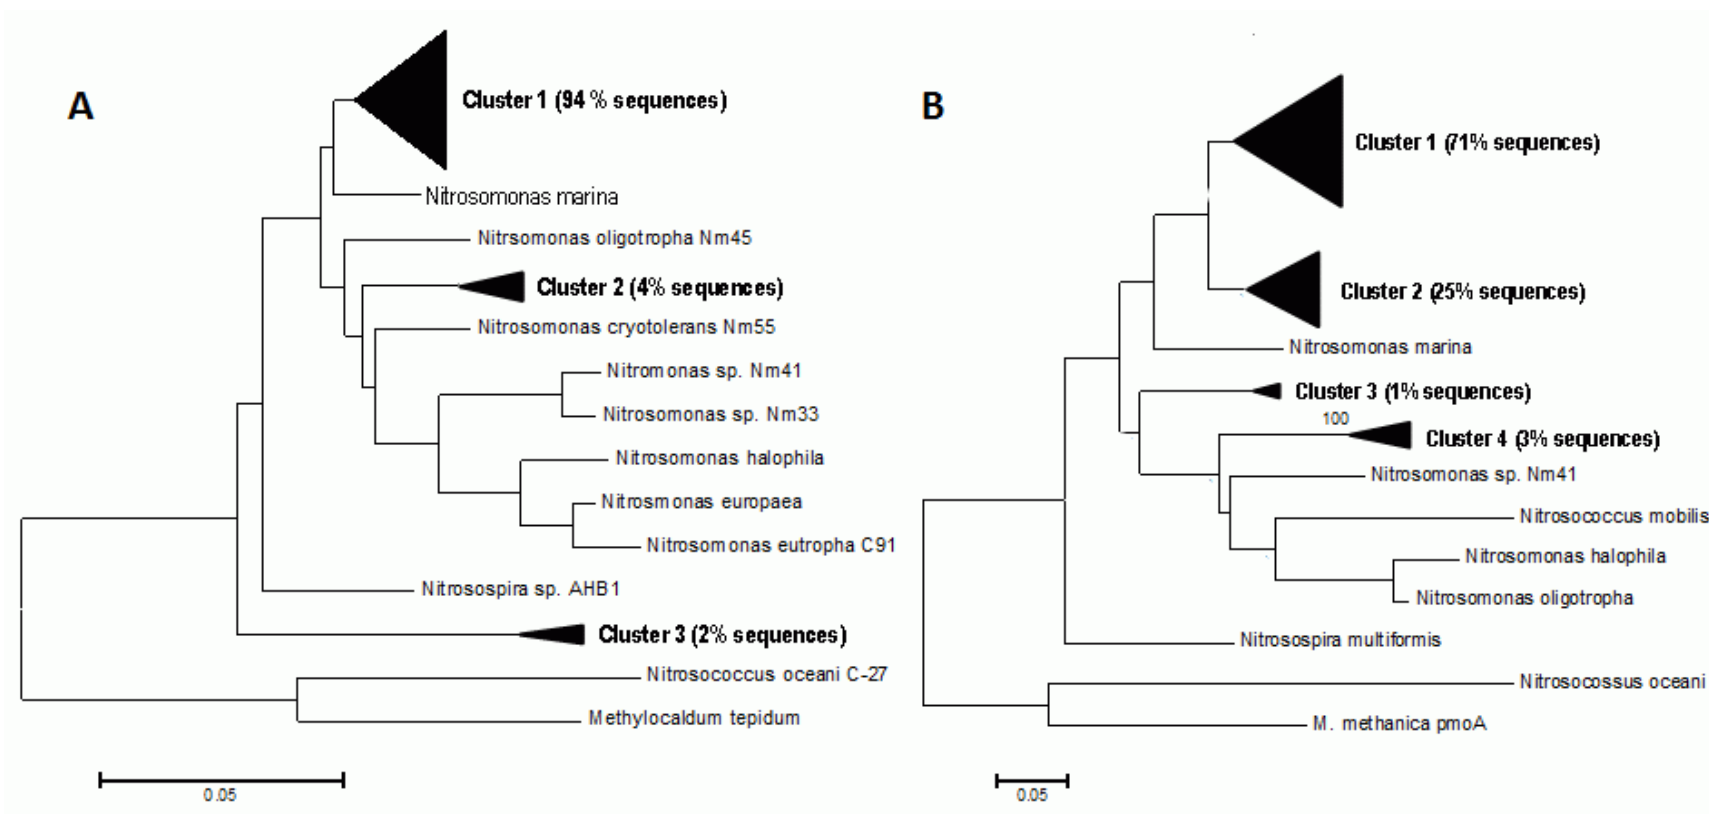 A
Cluster 1 (94 % sequences)
Nitrosomonas marina
Nitrsomonas oligotropha Nm45
Cluster 2 (4% sequences)
Nitrosomonas cryotolerans Nm55
Nitromonas sp. Nm41
Nitrosomonas sp. Nm33
Nitrosomonas halophila
Nitrosmonas europaea
Nitrosomonas eutropha C91
Nitrosospira sp. AHB1
Cluster 3 (2% sequences)
Nitrosococcus oceani C-27
Methylocaldum tepidum
0.05
B
Cluster 1 (71% sequences)
Cluster 2 (25% sequences)
Nitrosomonas marina
Cluster 3 (1% sequences)
100
Cluster 4 (3% sequences)
Nitrosomonas sp. Nm41
Nitrosococcus mobilis
Nitrosomonas halophila
Nitrosomonas oligotropha
Nitrosospira multiformis
Nitrosocossus oceani
M. methanica pmoA
0.05